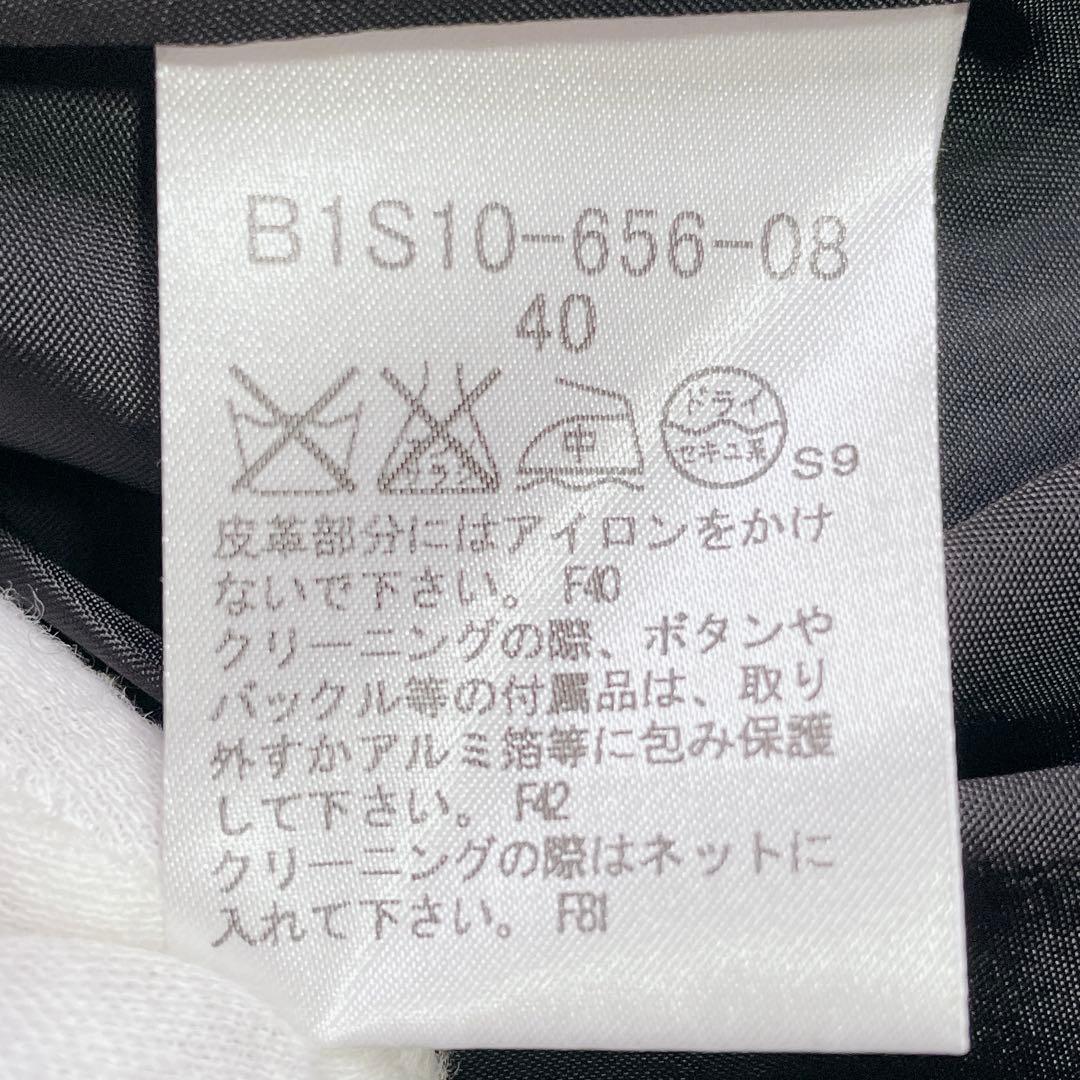 B1S10-656-08
40
サラシ
中
ドライ
セキユ系
S9
皮革部分にはアイロンをかけ
ないで下さい。 F40
クリーニングの際、ボタンや
バックル等の付属品は、取り
外すかアルミ箔等に包み保護
して下さい。 F42
クリーニングの際はネットに
入れて下さい。 F81